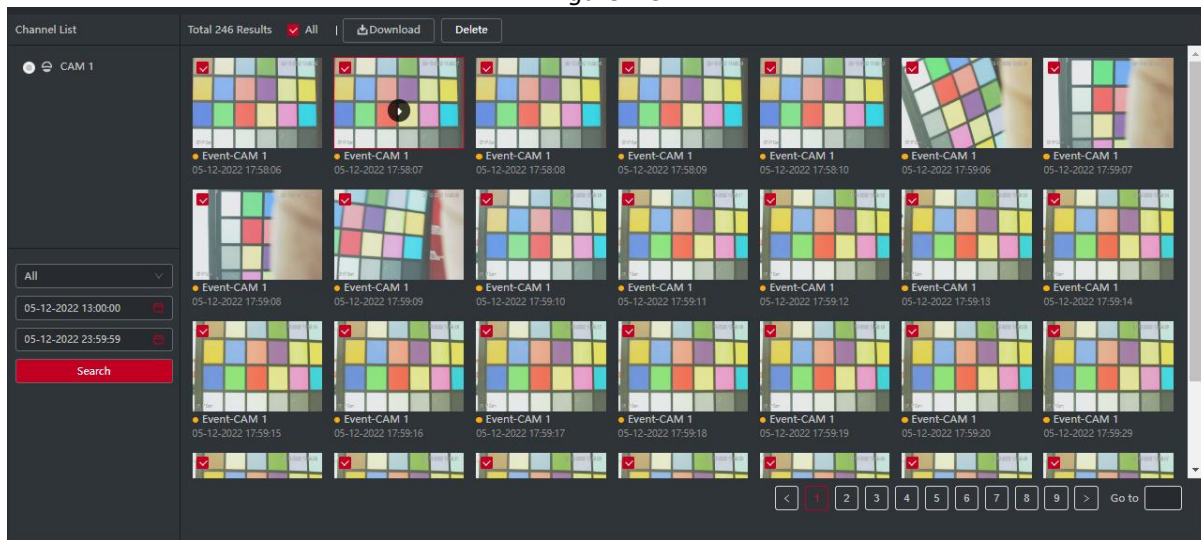 Channel List
Total 246 Results All | Download Delete
CAM 1
Event-CAM 1 Event-CAM 1 Event-CAM 1 Event-CAM 1 Event-CAM 1 Event-CAM 1 Event-CAM 1
05-12-2022 17:58:06 05-12-2022 17:58:07 05-12-2022 17:58:08 05-12-2022 17:58:09 05-12-2022 17:58:10 05-12-2022 17:59:06 05-12-2022 17:59:07
Event-CAM 1 Event-CAM 1 Event-CAM 1 Event-CAM 1 Event-CAM 1 Event-CAM 1 Event-CAM 1
05-12-2022 17:59:08 05-12-2022 17:59:09 05-12-2022 17:59:10 05-12-2022 17:59:11 05-12-2022 17:59:12 05-12-2022 17:59:13 05-12-2022 17:59:14
All
05-12-2022 13:00:00
05-12-2022 23:59:59
Search
Event-CAM 1 Event-CAM 1 Event-CAM 1 Event-CAM 1 Event-CAM 1 Event-CAM 1 Event-CAM 1
05-12-2022 17:59:15 05-12-2022 17:59:16 05-12-2022 17:59:17 05-12-2022 17:59:18 05-12-2022 17:59:19 05-12-2022 17:59:20 05-12-2022 17:59:29
< 1 2 3 4 5 6 7 8 9 > Go to